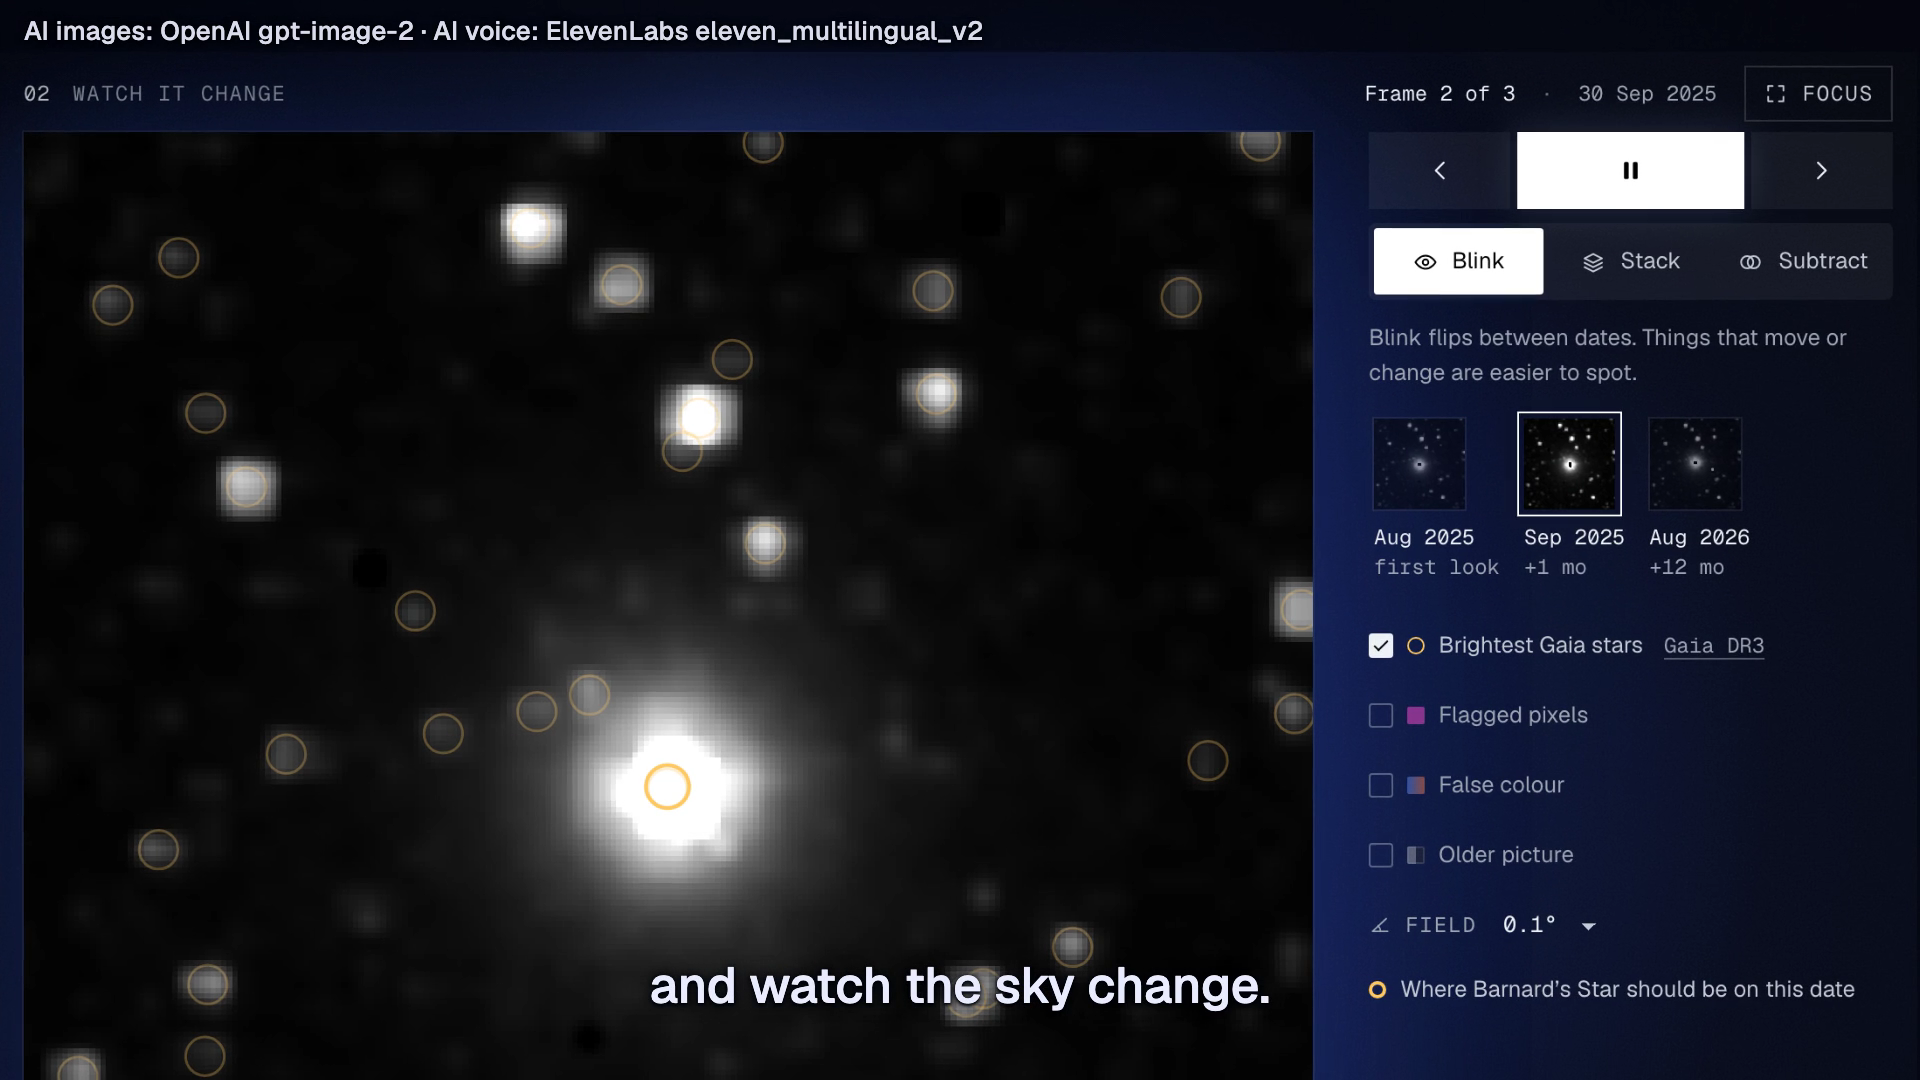 AI images: OpenAI gpt-image-2 · AI voice: ElevenLabs eleven_multilingual_v2
02 WATCH IT CHANGE
Frame 2 of 3 · 30 Sep 2025
FOCUS
Blink
Stack
Subtract
Blink flips between dates. Things that move or
change are easier to spot.
Aug 2025
first look
Sep 2025
+1 mo
Aug 2026
+12 mo
Brightest Gaia stars Gaia DR3
Flagged pixels
False colour
Older picture
FIELD 0.1°
Where Barnard’s Star should be on this date
and watch the sky change.